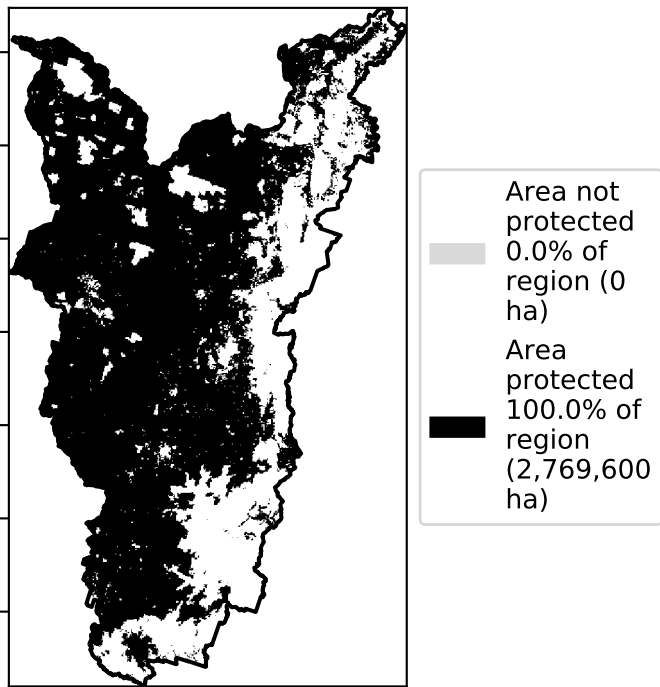 Area not
protected
0.0% of
region (0
ha)
Area
protected
100.0% of
region
(2,769,600
ha)